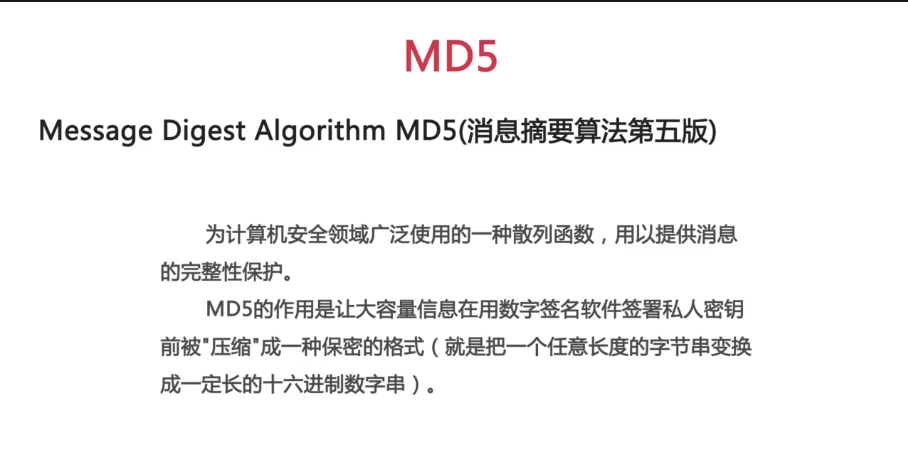 MD5
Message Digest Algorithm MD5(消息摘要算法第五版)
为计算机安全领域广泛使用的一种散列函数，用以提供消息
的完整性保护。
MD5的作用是让大容量信息在用数字签名软件签署私人密钥
前被"压缩"成一种保密的格式（就是把一个任意长度的字节串变换
成一定长的十六进制数字串）。